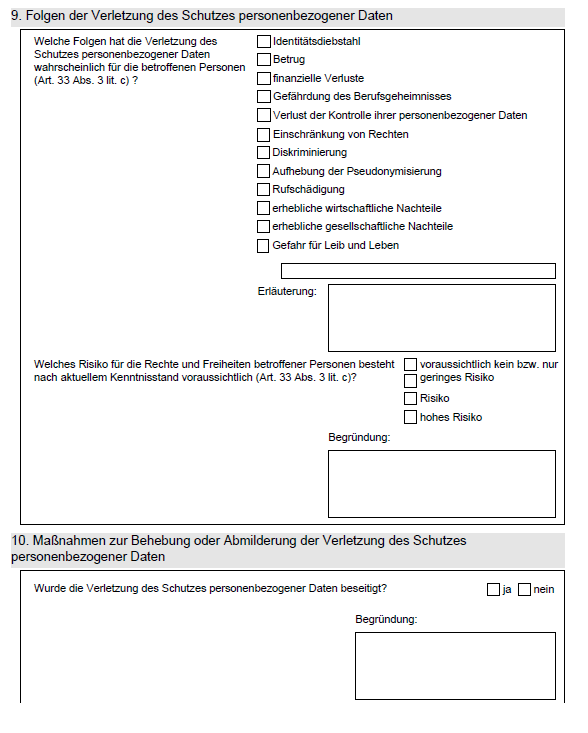 9. Folgen der Verletzung des Schutzes personenbezogener Daten
Welche Folgen hat die Verletzung des
Schutzes personenbezogener Daten
wahrscheinlich für die betroffenen Personen
(Art. 33 Abs. 3 lit. c) ?
Identitätsdiebstahl
Betrug
finanzielle Verluste
Gefährdung des Berufsgeheimnisses
Verlust der Kontrolle ihrer personenbezogener Daten
Einschränkung von Rechten
Diskriminierung
Aufhebung der Pseudonymisierung
Rufschädigung
erhebliche wirtschaftliche Nachteile
erhebliche gesellschaftliche Nachteile
Gefahr für Leib und Leben
Erläuterung:
Welches Risiko für die Rechte und Freiheiten betroffener Personen besteht
nach aktuellem Kenntnisstand voraussichtlich (Art. 33 Abs. 3 lit. c)?
voraussichtlich kein bzw. nur
geringes Risiko
Risiko
hohes Risiko
Begründung:
10. Maßnahmen zur Behebung oder Abmilderung der Verletzung des Schutzes
personenbezogener Daten
Wurde die Verletzung des Schutzes personenbezogener Daten beseitigt?
ja nein
Begründung: